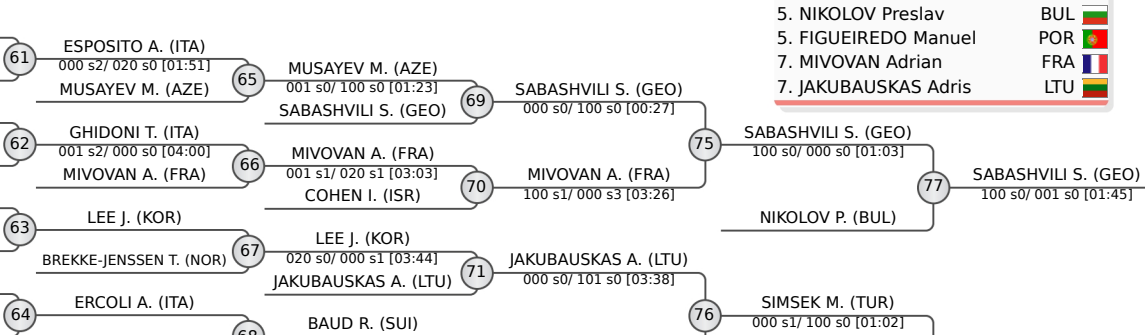 5. NIKOLOV Preslav BUL
5. FIGUEIREDO Manuel POR
7. MIVOVAN Adrian FRA
7. JAKUBAUSKAS Adris LTU
61
ESPOSITO A. (ITA)
000 s2/ 020 s0 [01:51]
MUSAYEV M. (AZE)
62
GHIDONI T. (ITA)
001 s2/ 000 s0 [04:00]
MIVOVAN A. (FRA)
63
LEE J. (KOR)
BREKKE-JENSSEN T. (NOR)
64
ERCOLI A. (ITA)
65
MUSAYEV M. (AZE)
001 s0/ 100 s0 [01:23]
SABASHVILI S. (GEO)
66
MIVOVAN A. (FRA)
001 s1/ 020 s1 [03:03]
COHEN I. (ISR)
67
LEE J. (KOR)
020 s0/ 000 s1 [03:44]
JAKUBAUSKAS A. (LTU)
68
BAUD R. (SUI)
69
SABASHVILI S. (GEO)
000 s0/ 100 s0 [00:27]
70
MIVOVAN A. (FRA)
100 s1/ 000 s3 [03:26]
71
JAKUBAUSKAS A. (LTU)
000 s0/ 101 s0 [03:38]
75
SABASHVILI S. (GEO)
100 s0/ 000 s0 [01:03]
NIKOLOV P. (BUL)
76
SIMSEK M. (TUR)
000 s1/ 100 s0 [01:02]
77
SABASHVILI S. (GEO)
100 s0/ 001 s0 [01:45]